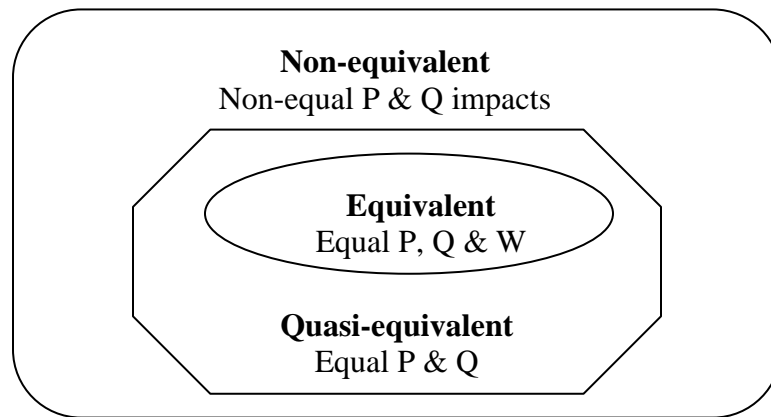 Non-equivalent
Non-equal P & Q impacts
Equivalent
Equal P, Q & W
Quasi-equivalent
Equal P & Q